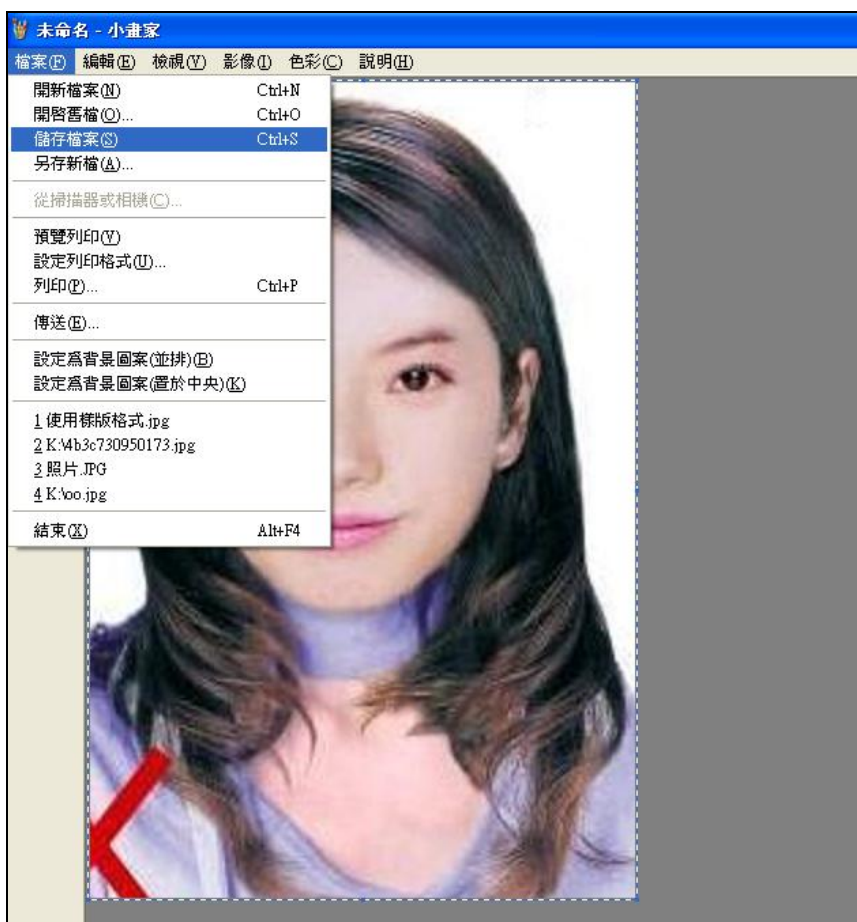 未命名 - 小畫家
檔案(F) 編輯(E) 檢視(V) 影像(I) 色彩(C) 說明(H)
開新檔案(N) Ctrl+N
開啓舊檔(O)... Ctrl+O
儲存檔案(S) Ctrl+S
另存新檔(A)...
從掃描器或相機(C)...
預覽列印(V)
設定列印格式(U)...
列印(P)... Ctrl+P
傳送(E)...
設定爲背景圖案(並排)(B)
設定爲背景圖案(置於中央)(K)
1 使用樣版格式.jpg
2 K:\4b3c730950173.jpg
3 照片.JPG
4 K:\oo.jpg
結束(X) Alt+F4